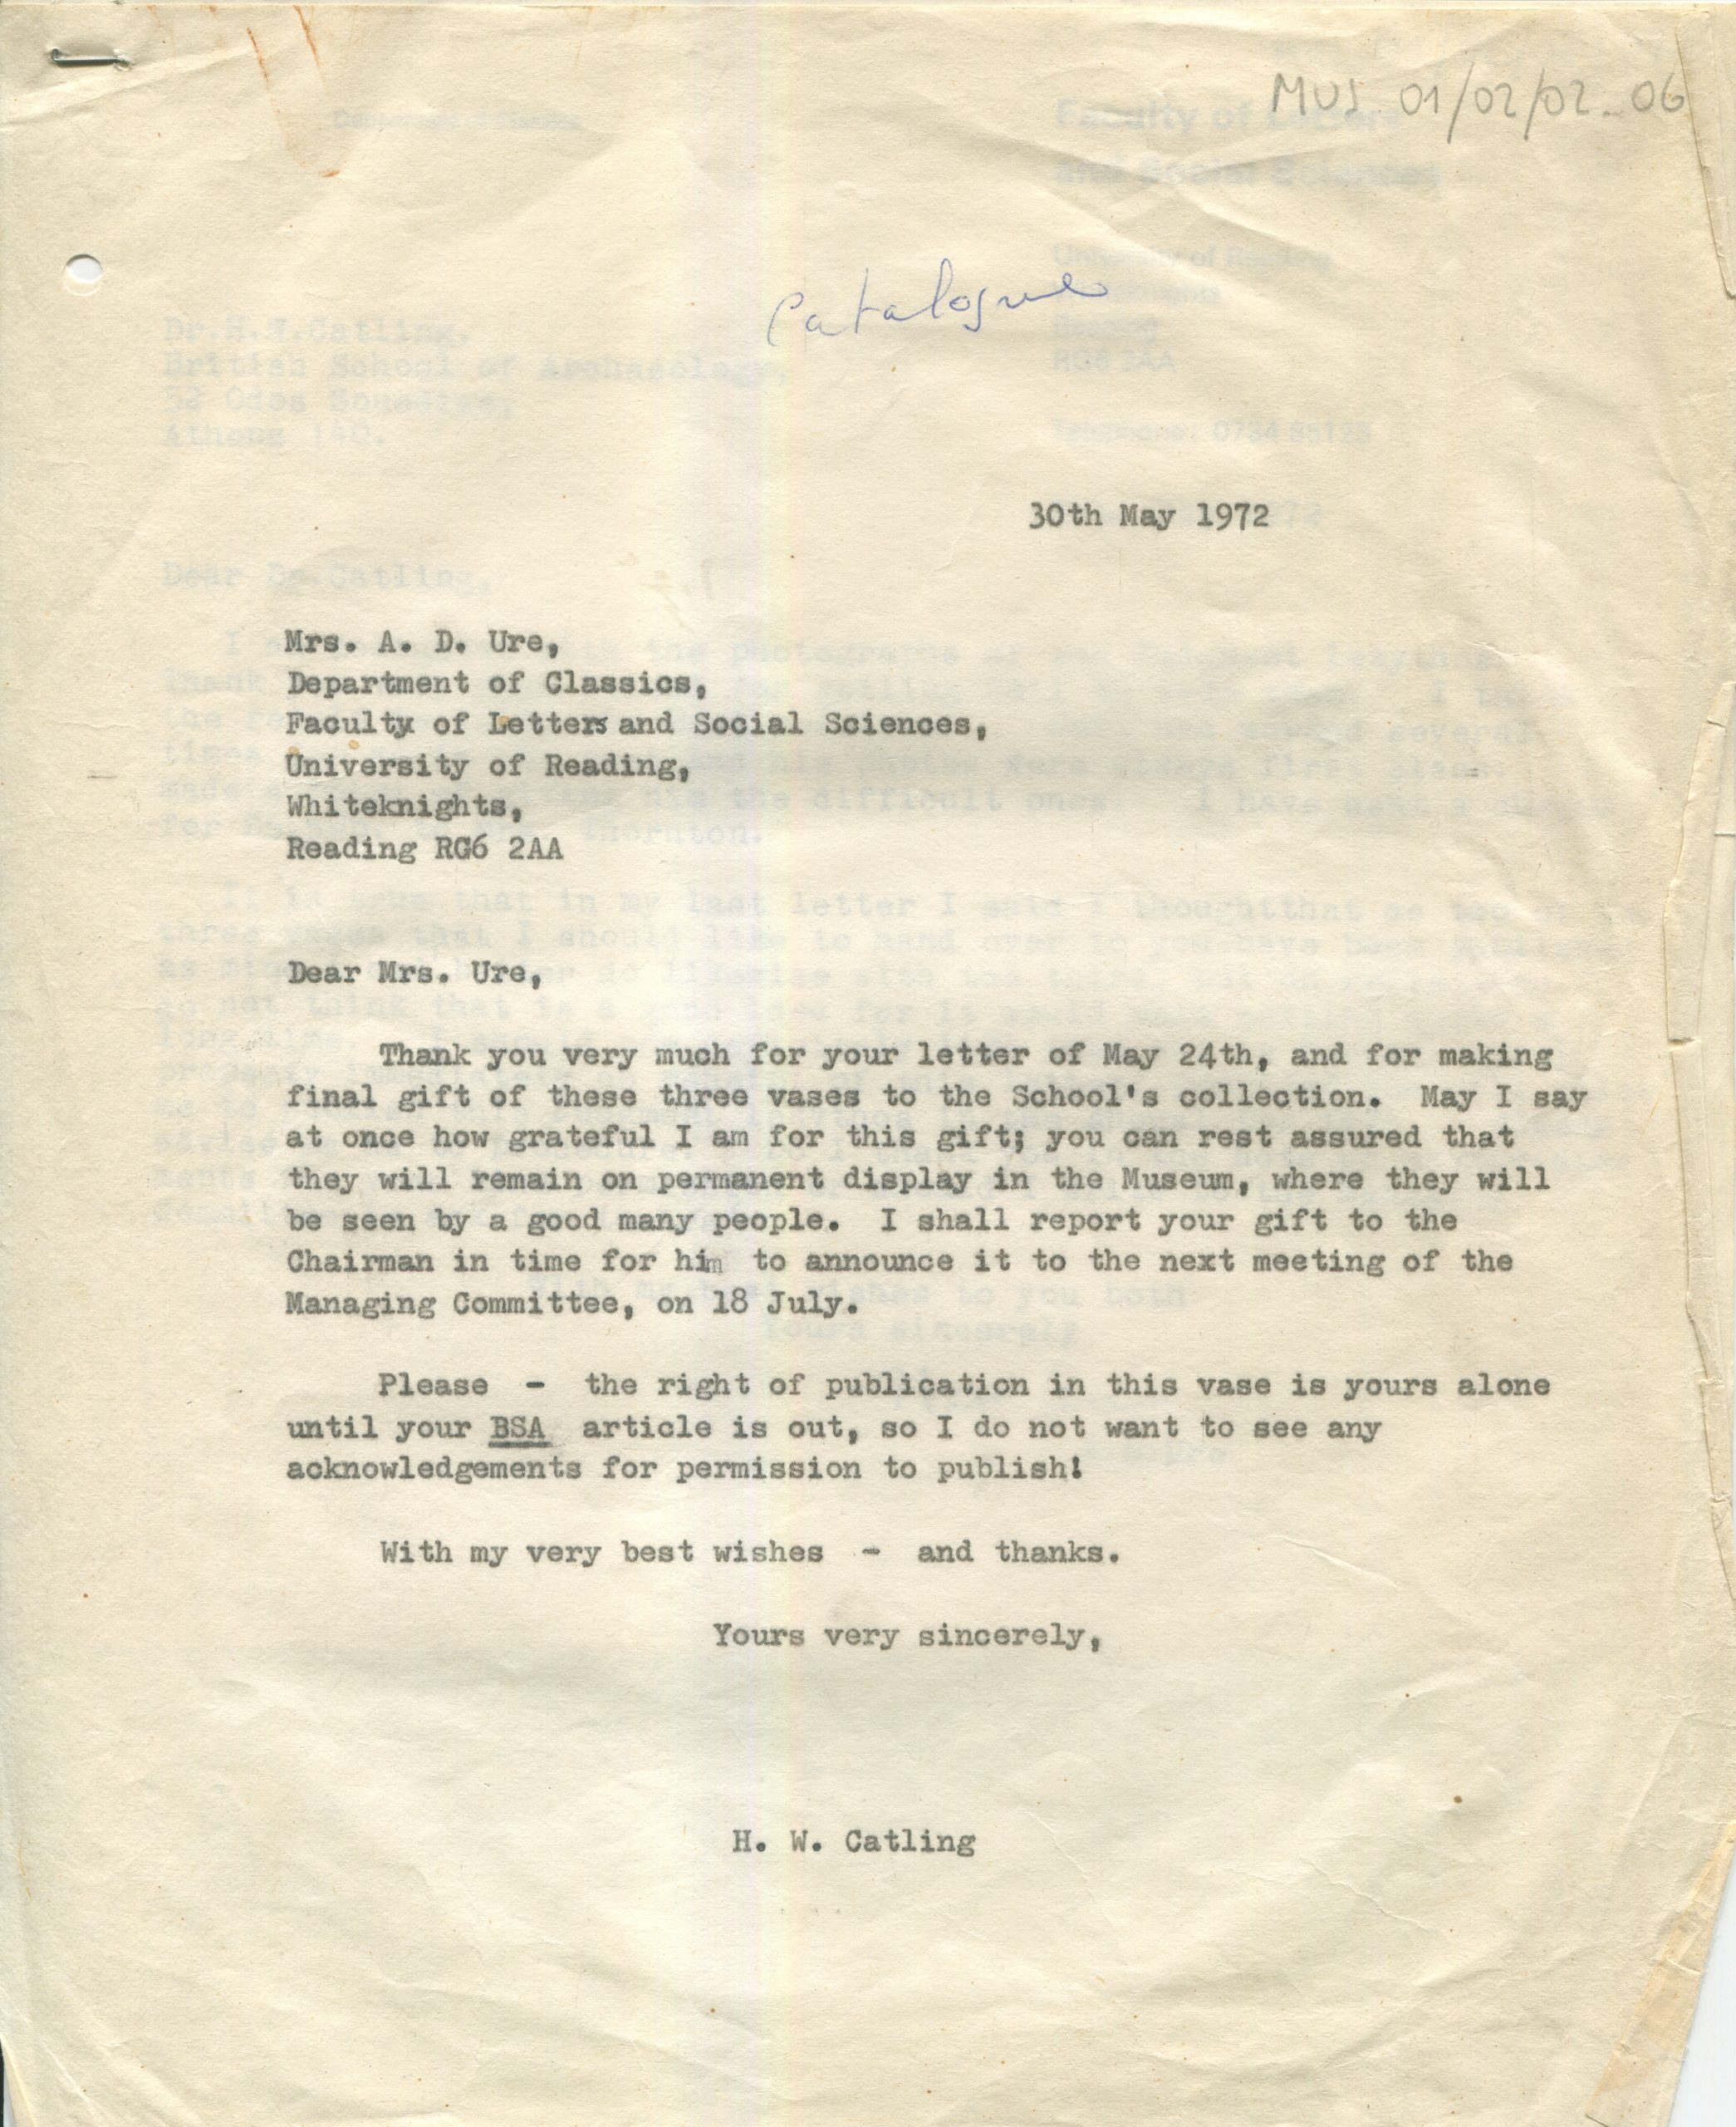 MUS 01/02/02_06
Catalogue
30th May 1972
Mrs. A. D. Ure,
Department of Classics,
Faculty of Letters and Social Sciences,
University of Reading,
Whiteknights,
Reading RG6 2AA
Dear Mrs. Ure,
Thank you very much for your letter of May 24th, and for making
final gift of these three vases to the School's collection. May I say
at once how grateful I am for this gift; you can rest assured that
they will remain on permanent display in the Museum, where they will
be seen by a good many people. I shall report your gift to the
Chairman in time for him to announce it to the next meeting of the
Managing Committee, on 18 July.
Please - the right of publication in this vase is yours alone
until your BSA article is out, so I do not want to see any
acknowledgements for permission to publish!
With my very best wishes - and thanks.
Yours very sincerely,
H. W. Catling